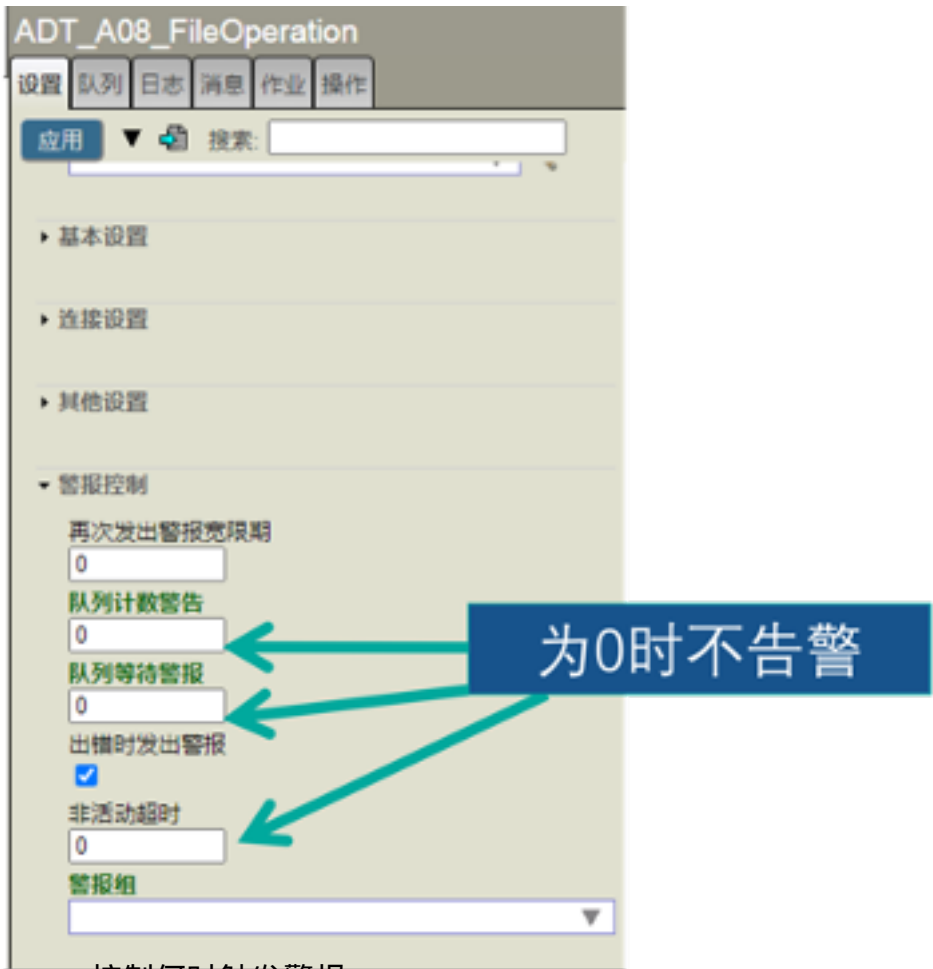 ADT_A08_FileOperation
设置 队列 日志 消息 作业 操作
应用 搜索:
基本设置
连接设置
其他设置
警报控制
再次发出警报宽限期
0
队列计数警告
0
为0时不告警
队列等待警报
0
出错时发出警报
非活动超时
0
警报组